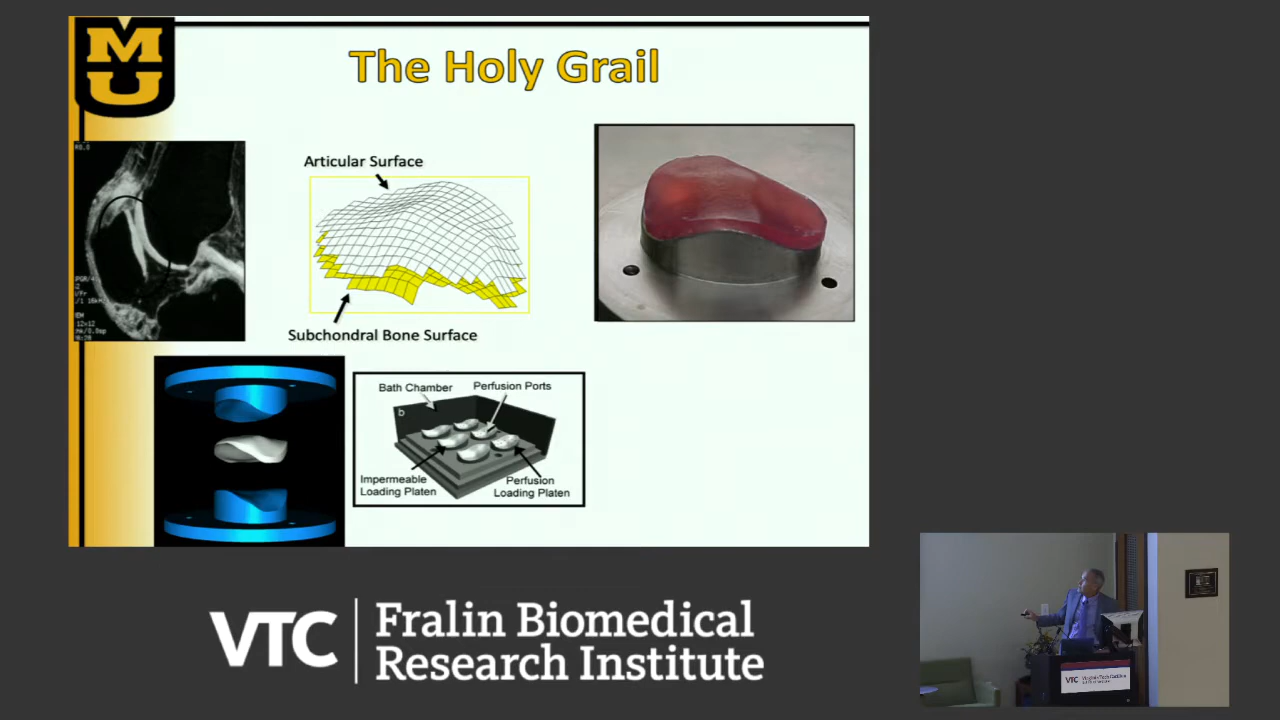 MU
The Holy Grail
Articular Surface
Subchondral Bone Surface
Bath Chamber
Perfusion Ports
b
Impermeable
Loading Platen
Perfusion
Loading Platen
VTC
Fralin Biomedical
Research Institute
VTC